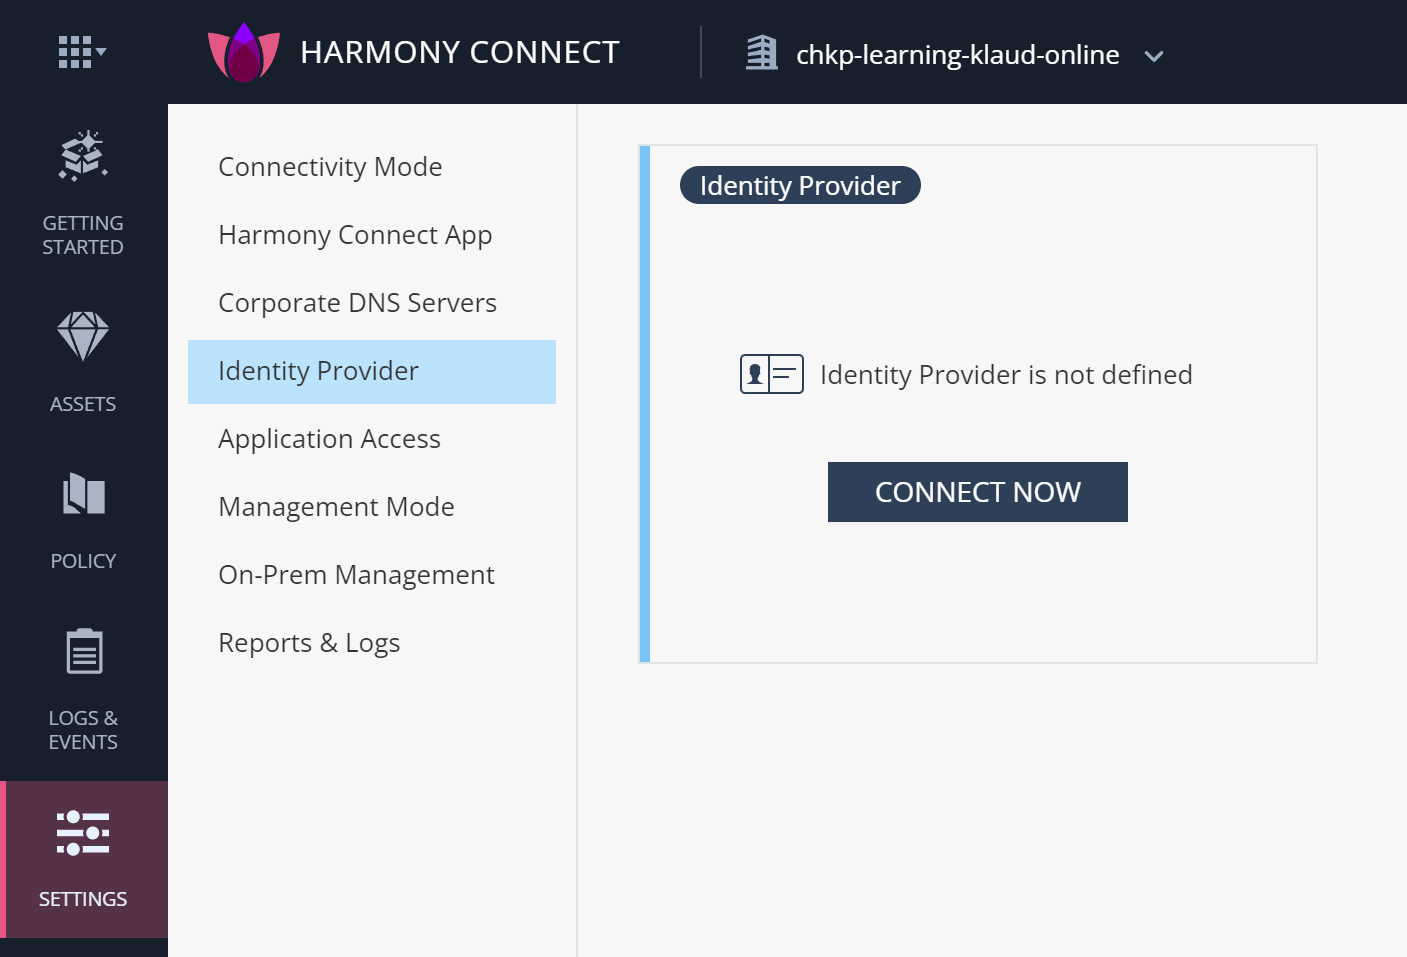 HARMONY CONNECT
chkp-learning-klaud-online
GETTING
STARTED
ASSETS
POLICY
LOGS &
EVENTS
SETTINGS
Connectivity Mode
Harmony Connect App
Corporate DNS Servers
Identity Provider
Application Access
Management Mode
On-Prem Management
Reports & Logs
Identity Provider
Identity Provider is not defined
CONNECT NOW